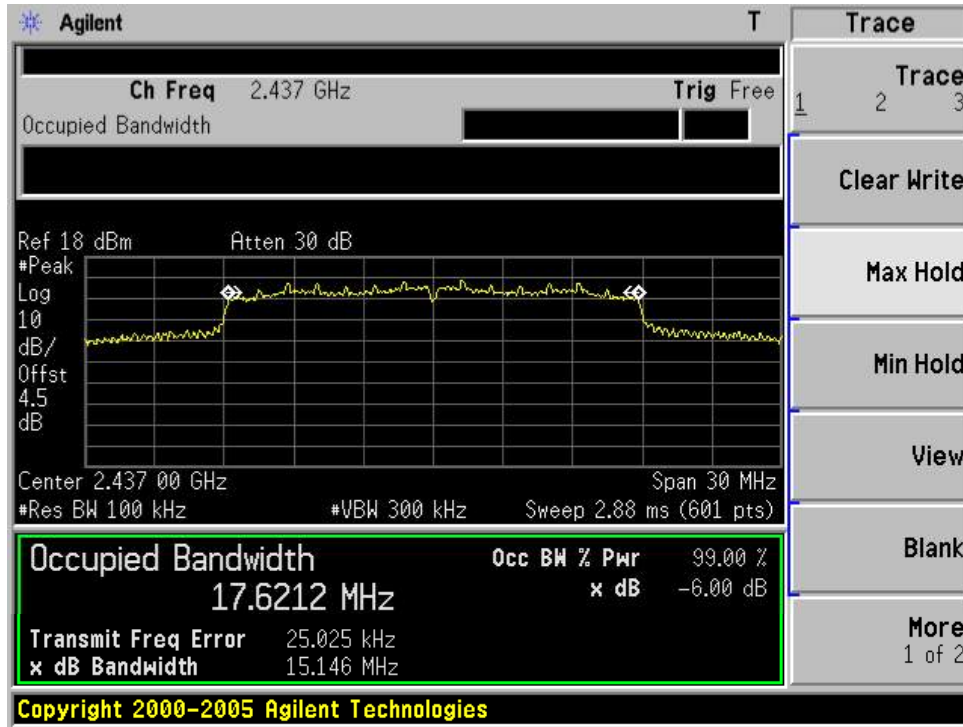 Agilent T Trace
Ch Freq 2.437 GHz Trig Free
Occupied Bandwidth
Trace
1 2 3
Clear Write
Max Hold
Min Hold
View
Blank
More
1 of 2
Ref 18 dBm Atten 30 dB
#Peak
Log
10
dB/
Offst
4.5
dB
Center 2.437 00 GHz Span 30 MHz
#Res BW 100 kHz #VBW 300 kHz Sweep 2.88 ms (601 pts)
Occupied Bandwidth Occ BW % Pwr 99.00 %
17.6212 MHz x dB -6.00 dB
Transmit Freq Error 25.025 kHz
x dB Bandwidth 15.146 MHz
Copyright 2000-2005 Agilent Technologies